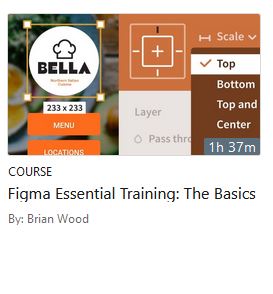 BELLA
Northern Italian
Cuisine
233 x 233
MENU
LOCATIONS
Scale
Top
Bottom
Top and
Center
Layer
Pass thro
1h 37m
COURSE
Figma Essential Training: The Basics
By: Brian Wood